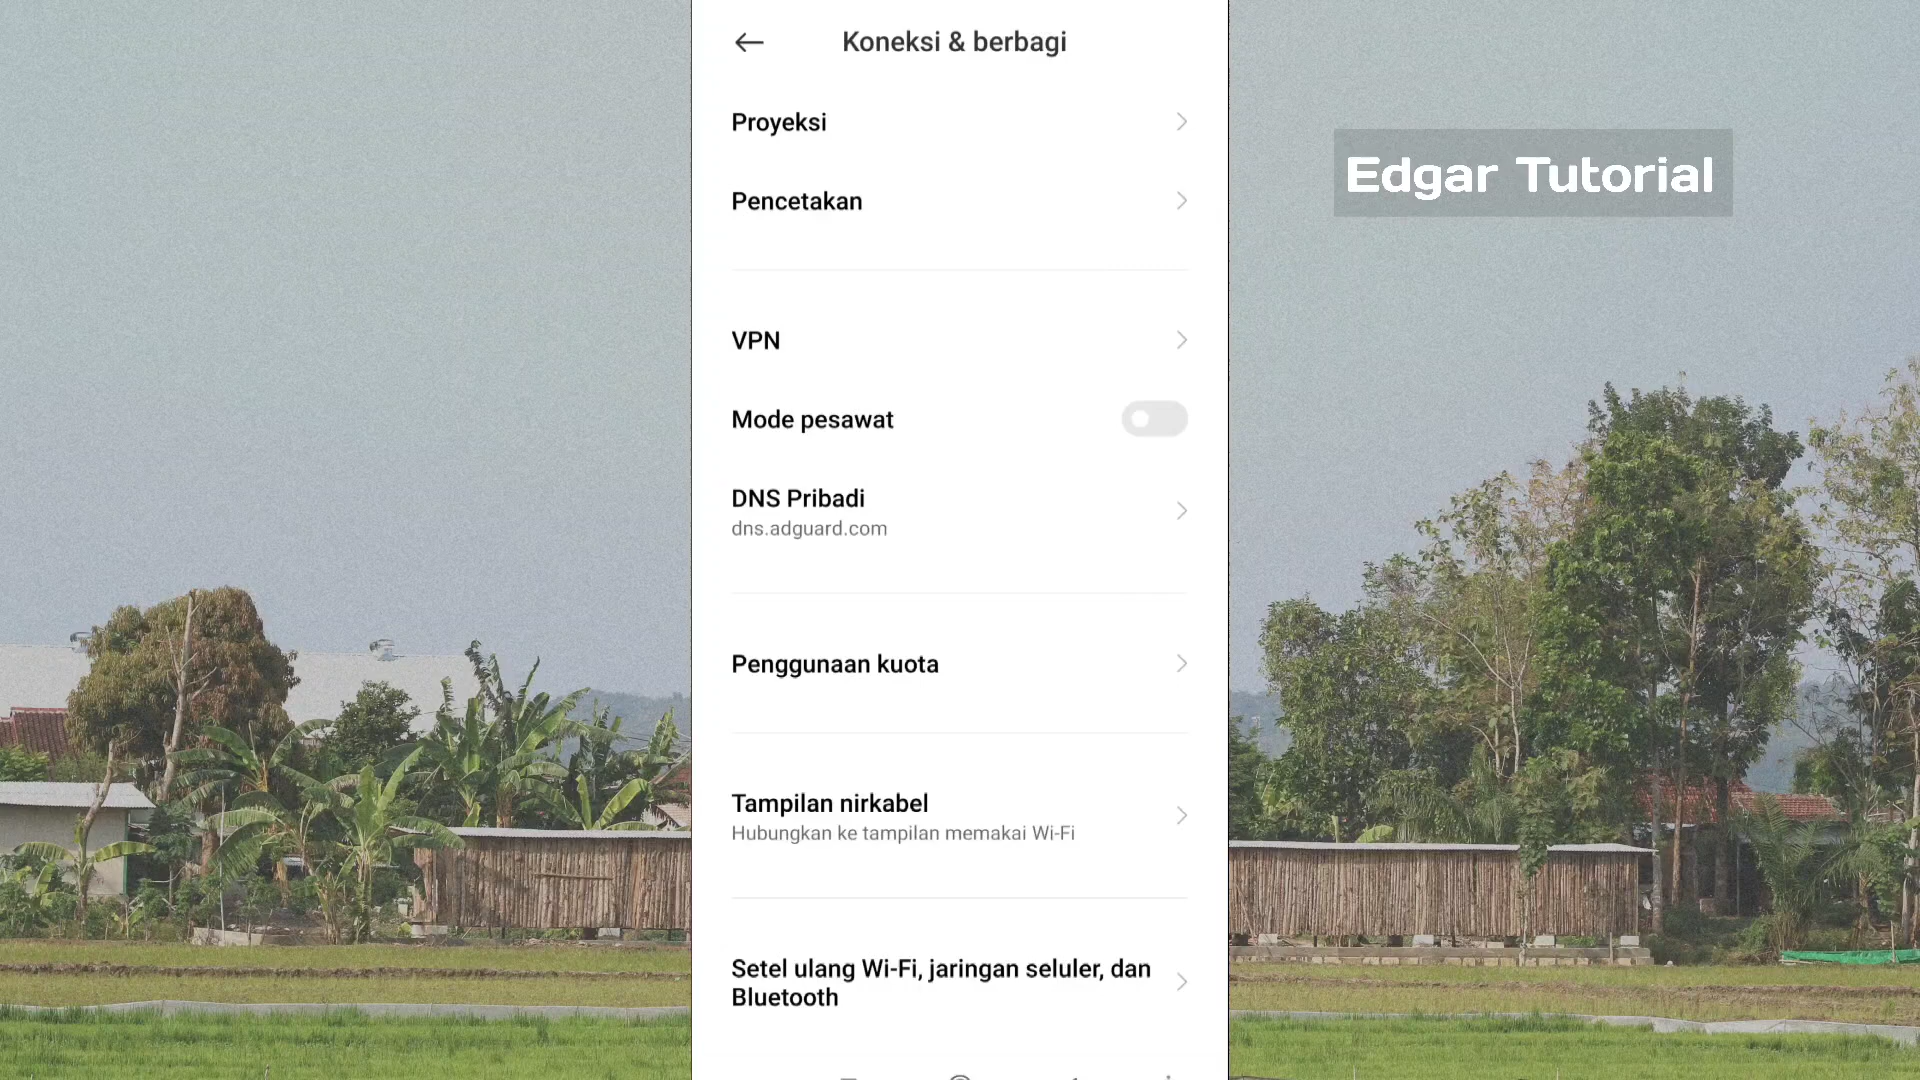 Koneksi & berbagi
Proyeksi
Pencetakan
VPN
Mode pesawat
DNS Pribadi
dns.adguard.com
Penggunaan kuota
Tampilan nirkabel
Hubungkan ke tampilan memakai Wi-Fi
Setel ulang Wi-Fi, jaringan seluler, dan
Bluetooth
Edgar Tutorial